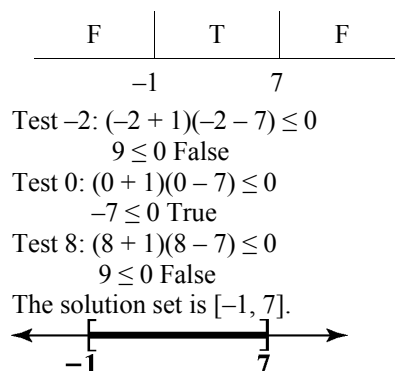 F T F
–1 7
Test –2: (–2 + 1)(–2 – 7) ≤ 0
9 ≤ 0 False
Test 0: (0 + 1)(0 – 7) ≤ 0
–7 ≤ 0 True
Test 8: (8 + 1)(8 – 7) ≤ 0
9 ≤ 0 False
The solution set is [–1, 7].
–1 7